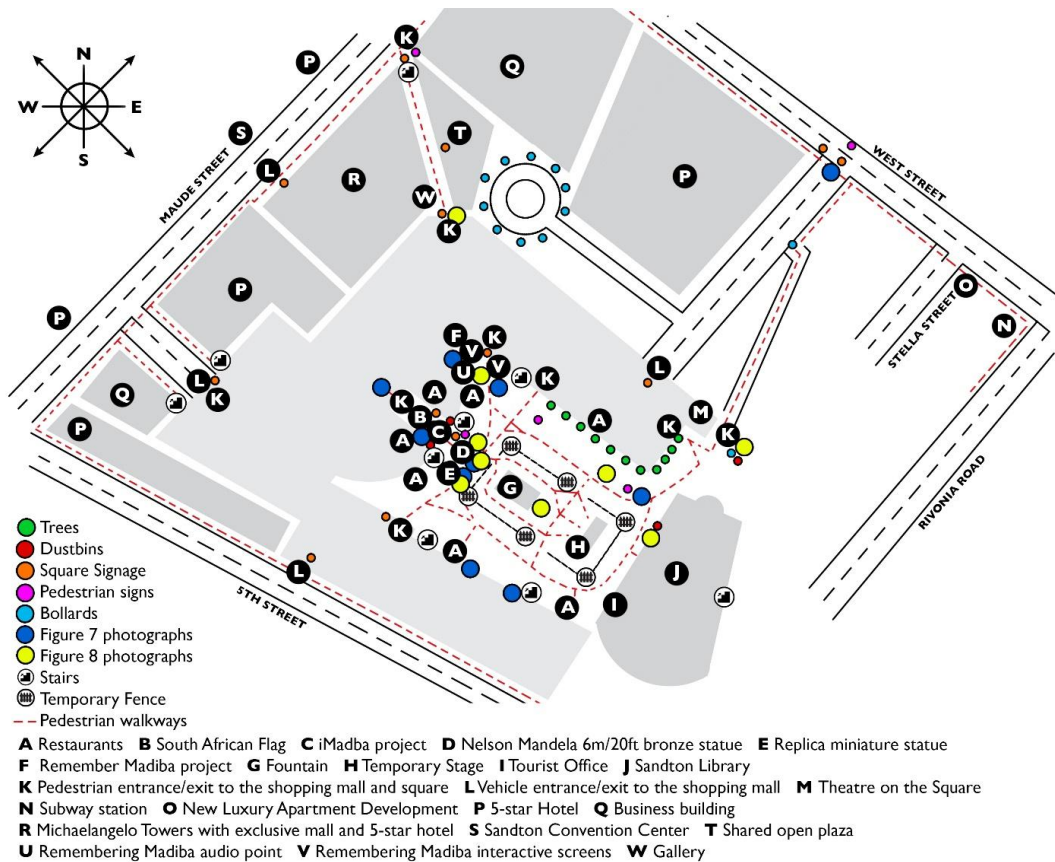 K
N
P Q
W E
S T
S
L R P
WEST STREET
MAUDE STREET
W
K
P O
P N
STELLA STREET
F K
V
V L
U
L K
Q K K A A
B A M
P A C K K
D
A E G
RIVONIA ROAD
K A H
L J
5TH STREET
A I
Trees
Dustbins
Square Signage
Pedestrian signs
Bollards
Figure 7 photographs
Figure 8 photographs
Stairs
Temporary Fence
Pedestrian walkways
A Restaurants B South African Flag C iMadba project D Nelson Mandela 6m/20ft bronze statue E Replica miniature statue
F Remember Madiba project G Fountain H Temporary Stage I Tourist Office J Sandton Library
K Pedestrian entrance/exit to the shopping mall and square L Vehicle entrance/exit to the shopping mall M Theatre on the Square
N Subway station O New Luxury Apartment Development P 5-star Hotel Q Business building
R Michaelangelo Towers with exclusive mall and 5-star hotel S Sandton Convention Center T Shared open plaza
U Remembering Madiba audio point V Remembering Madiba interactive screens W Gallery